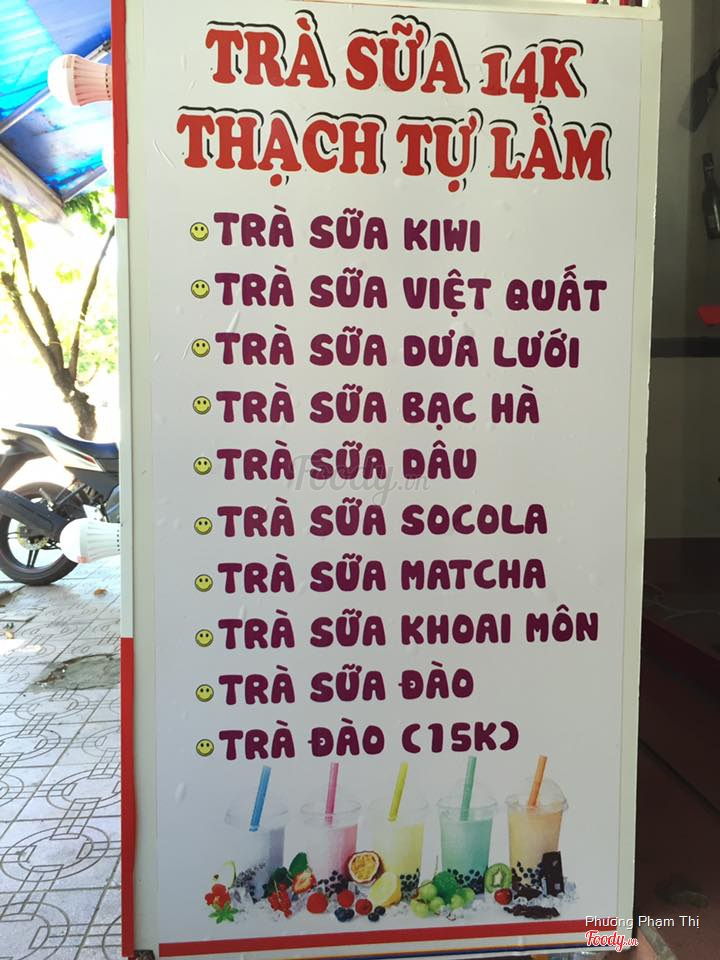 TRÀ SỮA 14K
THẠCH TỰ LÀM
TRÀ SỮA KIWI
TRÀ SỮA VIỆT QUẤT
TRÀ SỮA DƯA LƯỚI
TRÀ SỮA BẠC HÀ
TRÀ SỮA DÂU
Foody.vn
TRÀ SỮA SOCOLA
TRÀ SỮA MATCHA
TRÀ SỮA KHOAI MÔN
TRÀ SỮA ĐÀO
TRÀ ĐÀO (15K)
Phương Phạm Thị
Foody.vn